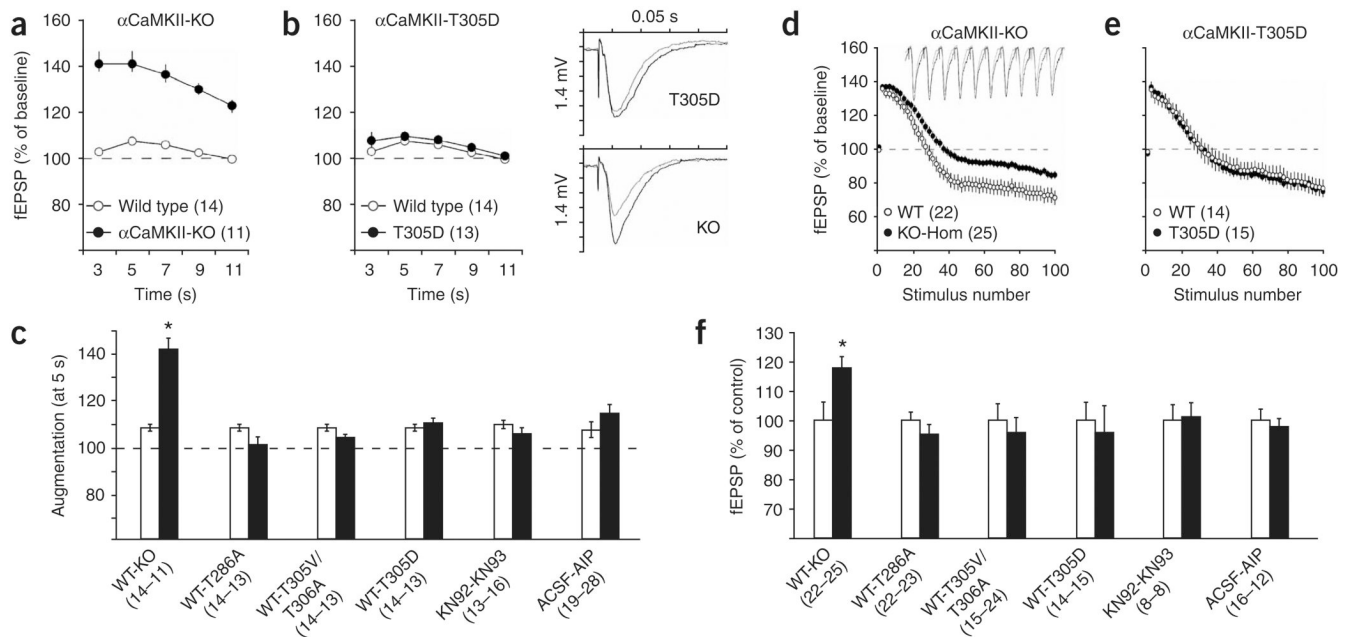 a
αCaMKII-KO
fEPSP (% of baseline)
160
140
120
100
80
Wild type (14)
αCaMKII-KO (11)
3 5 7 9 11
Time (s)
b
αCaMKII-T305D
160
140
120
100
80
Wild type (14)
T305D (13)
3 5 7 9 11
Time (s)
0.05 s
1.4 mV
T305D
1.4 mV
KO
d
αCaMKII-KO
fEPSP (% of baseline)
160
140
120
100
80
60
WT (22)
KO-Hom (25)
0 20 40 60 80 100
Stimulus number
e
αCaMKII-T305D
WT (14)
T305D (15)
0 20 40 60 80 100
Stimulus number
c
Augmentation (at 5 s)
140
120
100
80
*
WT-KO
(14–11)
WT-T286A
(14–13)
WT-T305V/
T306A
(14–13)
WT-T305D
(14–13)
KN92-KN93
(13–16)
ACSF-AIP
(19–28)
f
fEPSP (% of control)
130
120
110
100
90
80
70
*
WT-KO
(22–25)
WT-T286A
(22–23)
WT-T305V/
T306A
(15–24)
WT-T305D
(14–15)
KN92-KN93
(8–8)
ACSF-AIP
(16–12)